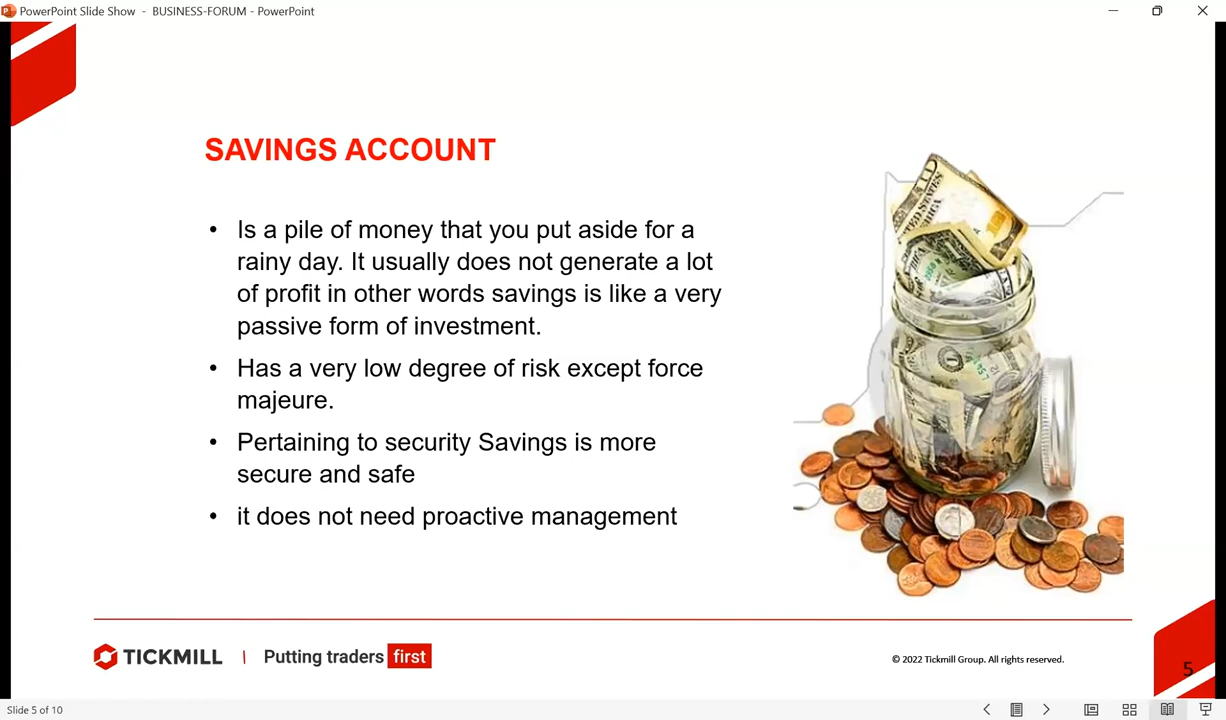 PowerPoint Slide Show - BUSINESS-FORUM - PowerPoint
SAVINGS ACCOUNT
• Is a pile of money that you put aside for a
rainy day. It usually does not generate a lot
of profit in other words savings is like a very
passive form of investment.
• Has a very low degree of risk except force
majeure.
• Pertaining to security Savings is more
secure and safe
• it does not need proactive management
TICKMILL | Putting traders first
© 2022 Tickmill Group. All rights reserved.
5
Slide 5 of 10